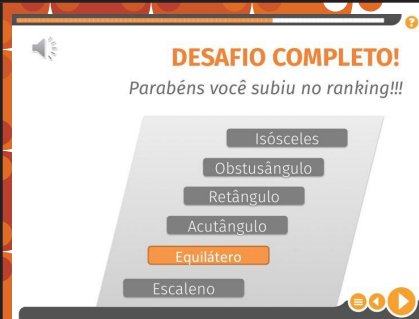 DESAFIO COMPLETO!
Parabéns você subiu no ranking!!!
Isósceles
Obstusângulo
Retângulo
Acutângulo
Equilátero
Escaleno